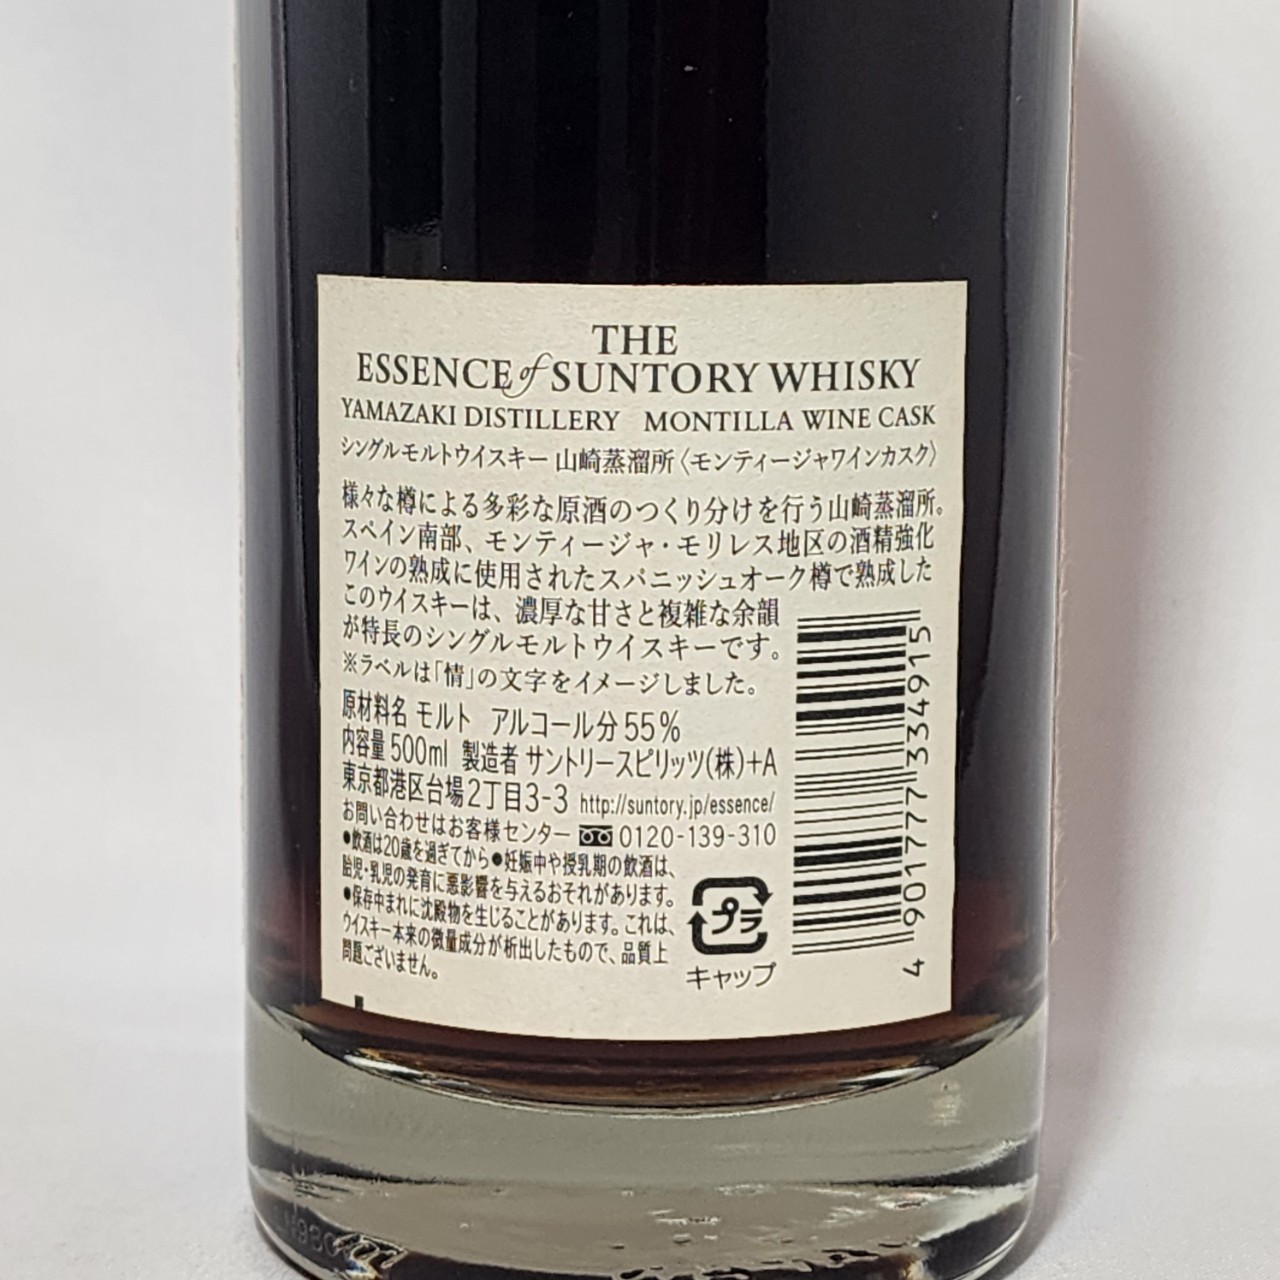 THE
ESSENCE of SUNTORY WHISKY
YAMAZAKI DISTILLERY MONTILLA WINE CASK
シングルモルトウイスキー 山崎蒸溜所〈モンティージャワインカスク〉
様々な樽による多彩な原酒のつくり分けを行う山崎蒸溜所。
スペイン南部、モンティージャ・モリレス地区の酒精強化
ワインの熟成に使用されたスパニッシュオーク樽で熟成した
このウイスキーは、濃厚な甘さと複雑な余韻
が特長のシングルモルトウイスキーです。
※ラベルは「情」の文字をイメージしました。
原材料名 モルト アルコール分55%
内容量500ml 製造者 サントリースピリッツ(株)+A
東京都港区台場2丁目3-3 http://suntory.jp/essence/
お問い合わせはお客様センター 0120-139-310
●飲酒は20歳を過ぎてから●妊娠中や授乳期の飲酒は、
胎児・乳児の発育に悪影響を与えるおそれがあります。
●保存中まれに沈殿物を生じることがあります。これは、
ウイスキー本来の微量成分が析出したもので、品質上
問題ございません。
プラ
キャップ
4 901777 334915